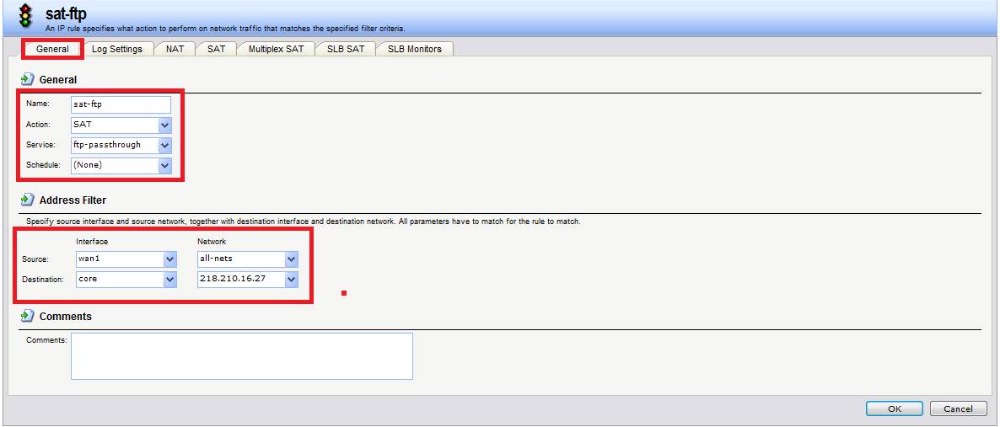 sat-ftp
An IP rule specifies what action to perform on network traffic that matches the specified filter criteria.
General Log Settings NAT SAT Multiplex SAT SLB SAT SLB Monitors
General
Name: sat-ftp
Action: SAT
Service: ftp-passthrough
Schedule: (None)
Address Filter
Specify source interface and source network, together with destination interface and destination network. All parameters have to match for the rule to match.
Interface Network
Source: wan1 all-nets
Destination: core 218.210.16.27
Comments
Comments:
OK Cancel